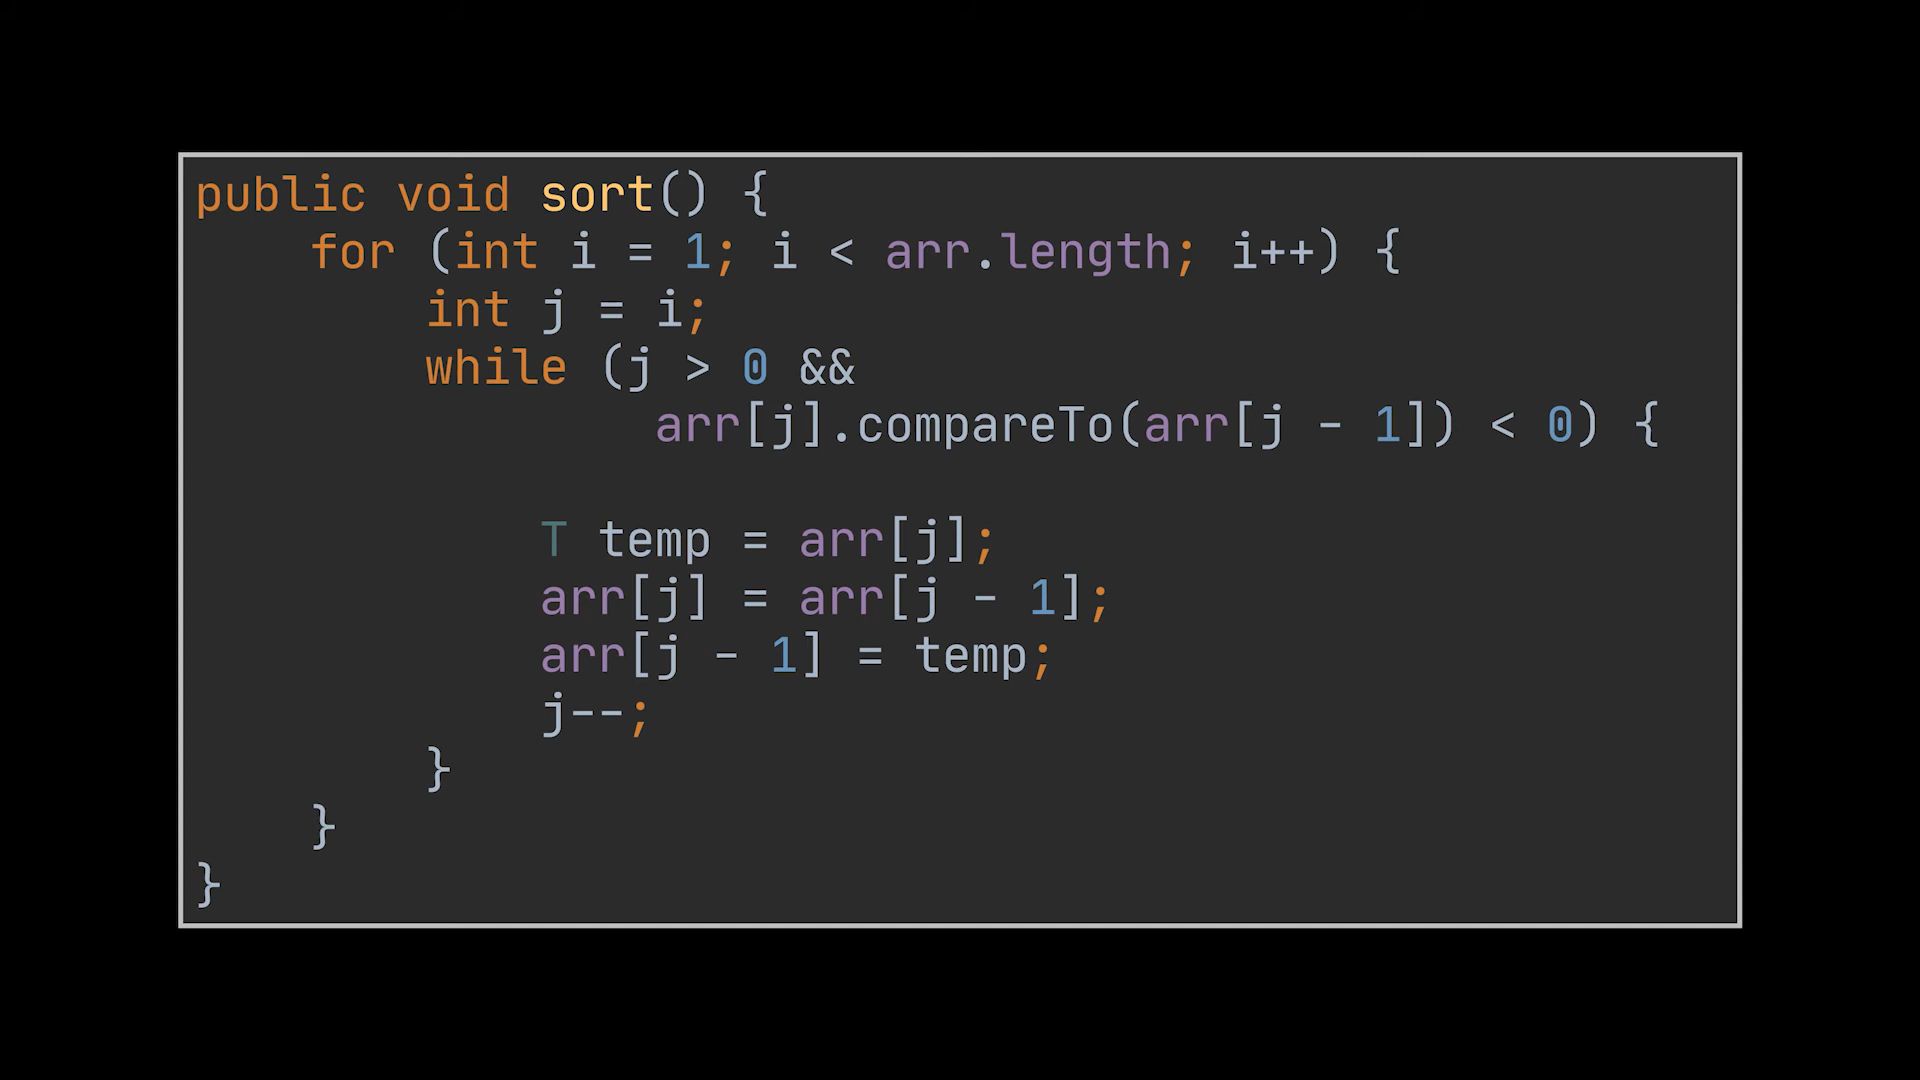 public void sort() {
    for (int i = 1; i < arr.length; i++) {
        int j = i;
        while (j > 0 &&
                arr[j].compareTo(arr[j - 1]) < 0) {

            T temp = arr[j];
            arr[j] = arr[j - 1];
            arr[j - 1] = temp;
            j--;
        }
    }
}